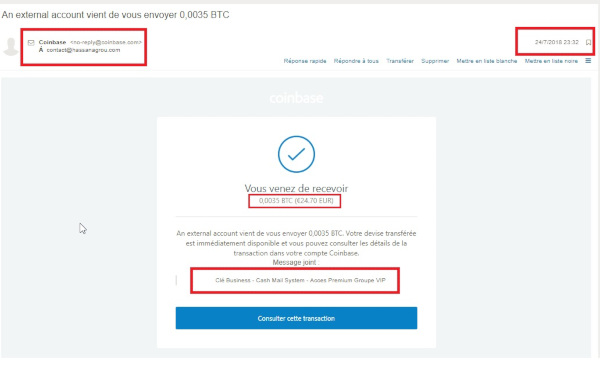 An external account vient de vous envoyer 0,0035 BTC
Coinbase <no-reply@coinbase.com>
À contact@hassanagrou.com
24/7/2018 23:32
Réponse rapide Répondre à tous Transférer Supprimer Mettre en liste blanche Mettre en liste noire
coinbase
Vous venez de recevoir
0,0035 BTC (€24.70 EUR)
An external account vient de vous envoyer 0,0035 BTC. Votre devise transférée
est immédiatement disponible et vous pouvez consulter les détails de la
transaction dans votre compte Coinbase.
Message joint :
Clé Business - Cash Mail System - Acces Premium Groupe VIP
Consulter cette transaction